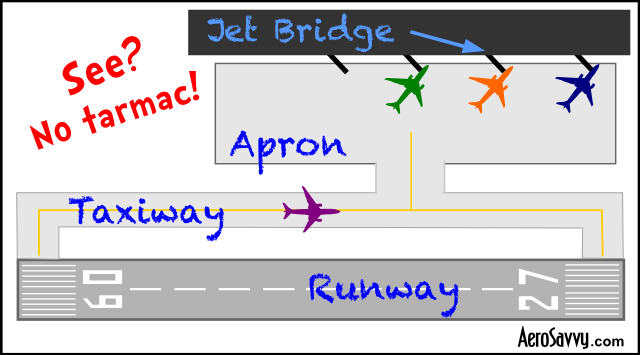 Jet Bridge
See?
No tarmac!
Apron
Taxiway
Runway
09
27
AeroSavvy.com